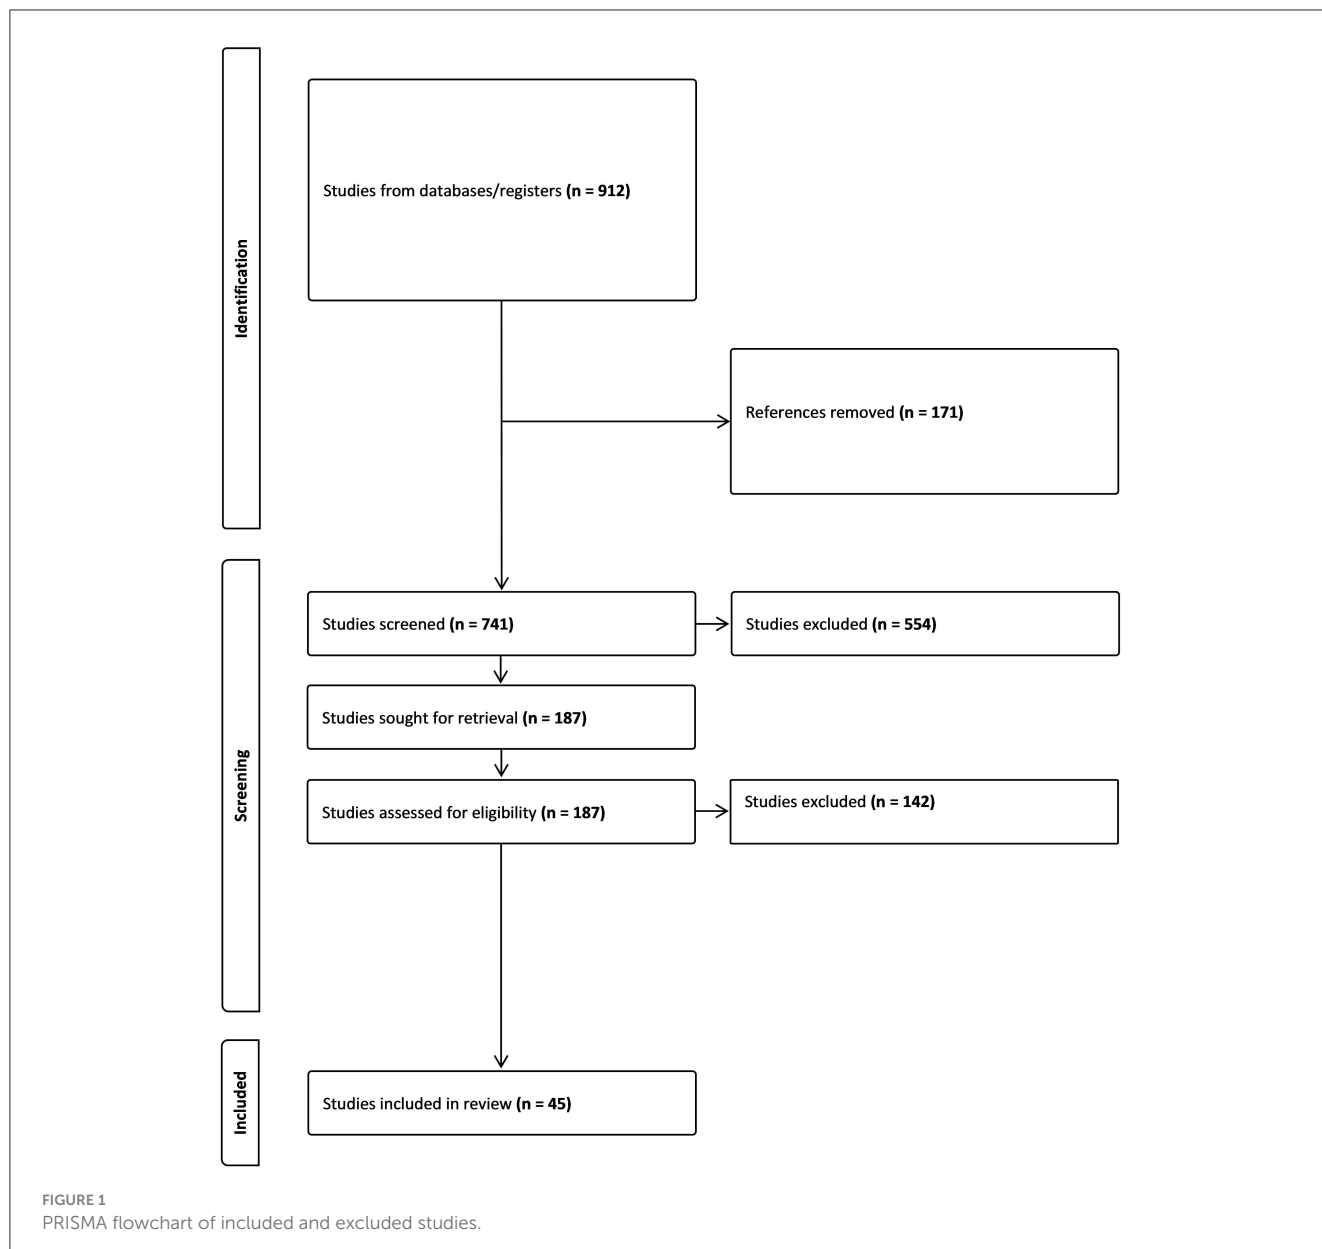 Identification
Studies from databases/registers (n = 912)
References removed (n = 171)
Screening
Studies screened (n = 741)
Studies excluded (n = 554)
Studies sought for retrieval (n = 187)
Studies assessed for eligibility (n = 187)
Studies excluded (n = 142)
Included
Studies included in review (n = 45)
FIGURE 1
PRISMA flowchart of included and excluded studies.